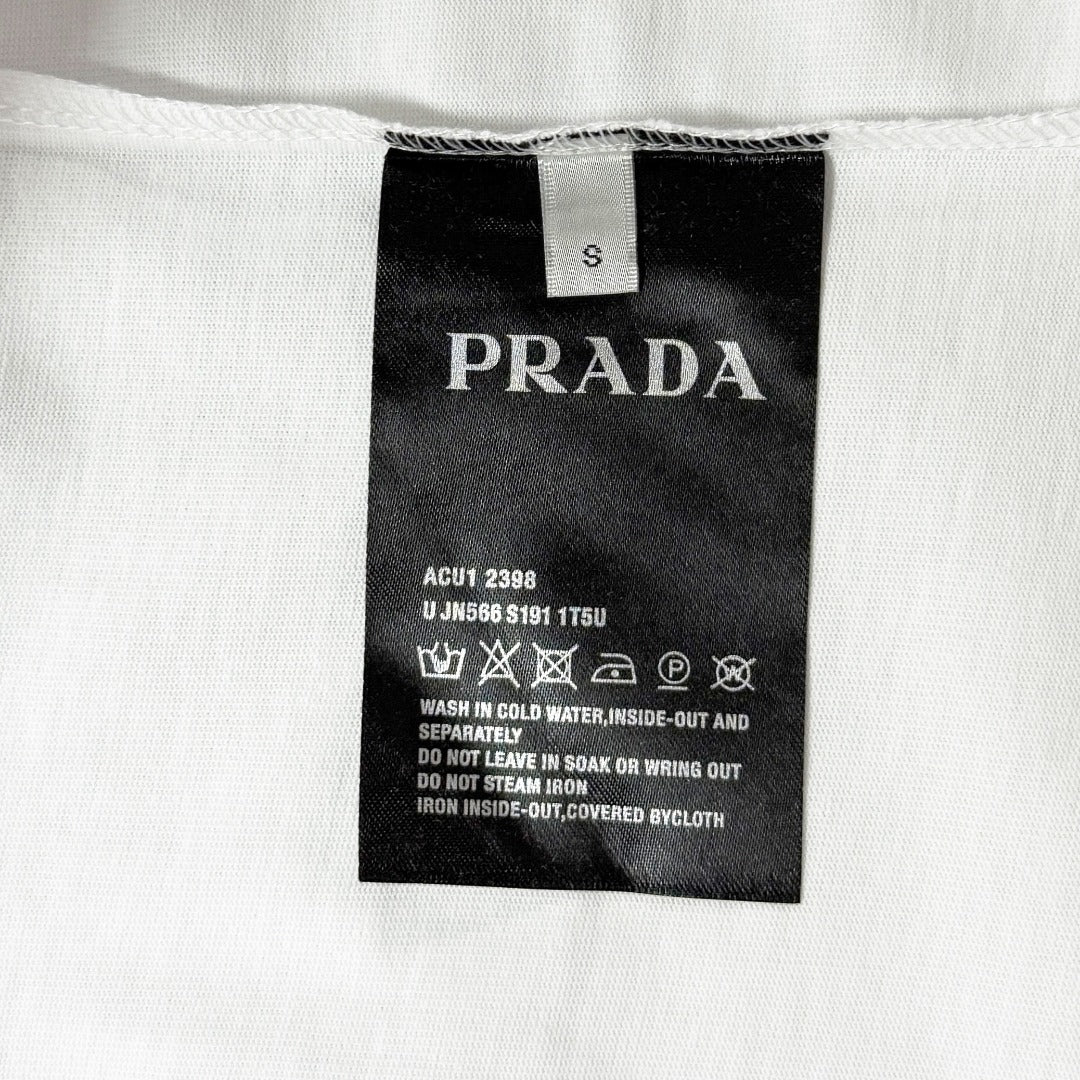 S
PRADA
ACU1 2398
U JN566 S191 1T5U
P W
WASH IN COLD WATER,INSIDE-OUT AND
SEPARATELY
DO NOT LEAVE IN SOAK OR WRING OUT
DO NOT STEAM IRON
IRON INSIDE-OUT,COVERED BYCLOTH